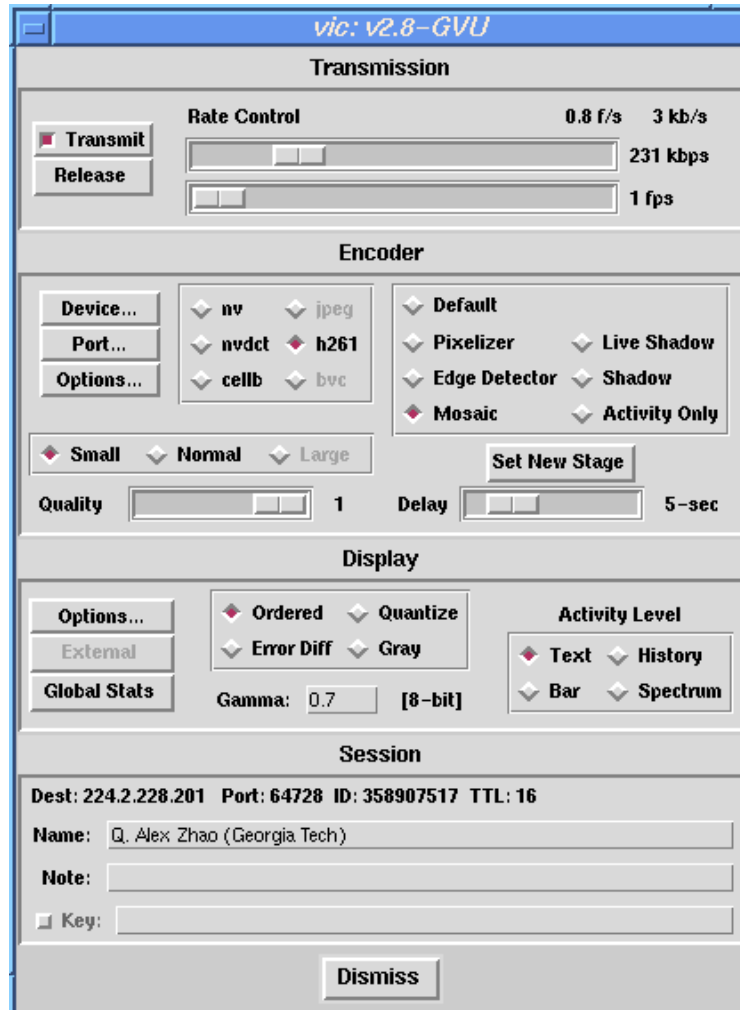 vic: v2.8-GVU
Transmission
Rate Control 0.8 f/s 3 kb/s
Transmit
231 kbps
Release
1 fps
Encoder
Device... nv jpeg Default
Port... nvdct h261 Pixelizer Live Shadow
Options... cellb bvc Edge Detector Shadow
Mosaic Activity Only
Small Normal Large Set New Stage
Quality 1 Delay 5-sec
Display
Options... Ordered Quantize Activity Level
External Error Diff Gray Text History
Global Stats Gamma: 0.7 [8-bit] Bar Spectrum
Session
Dest: 224.2.228.201 Port: 64728 ID: 358907517 TTL: 16
Name: Q. Alex Zhao (Georgia Tech)
Note:
Key:
Dismiss